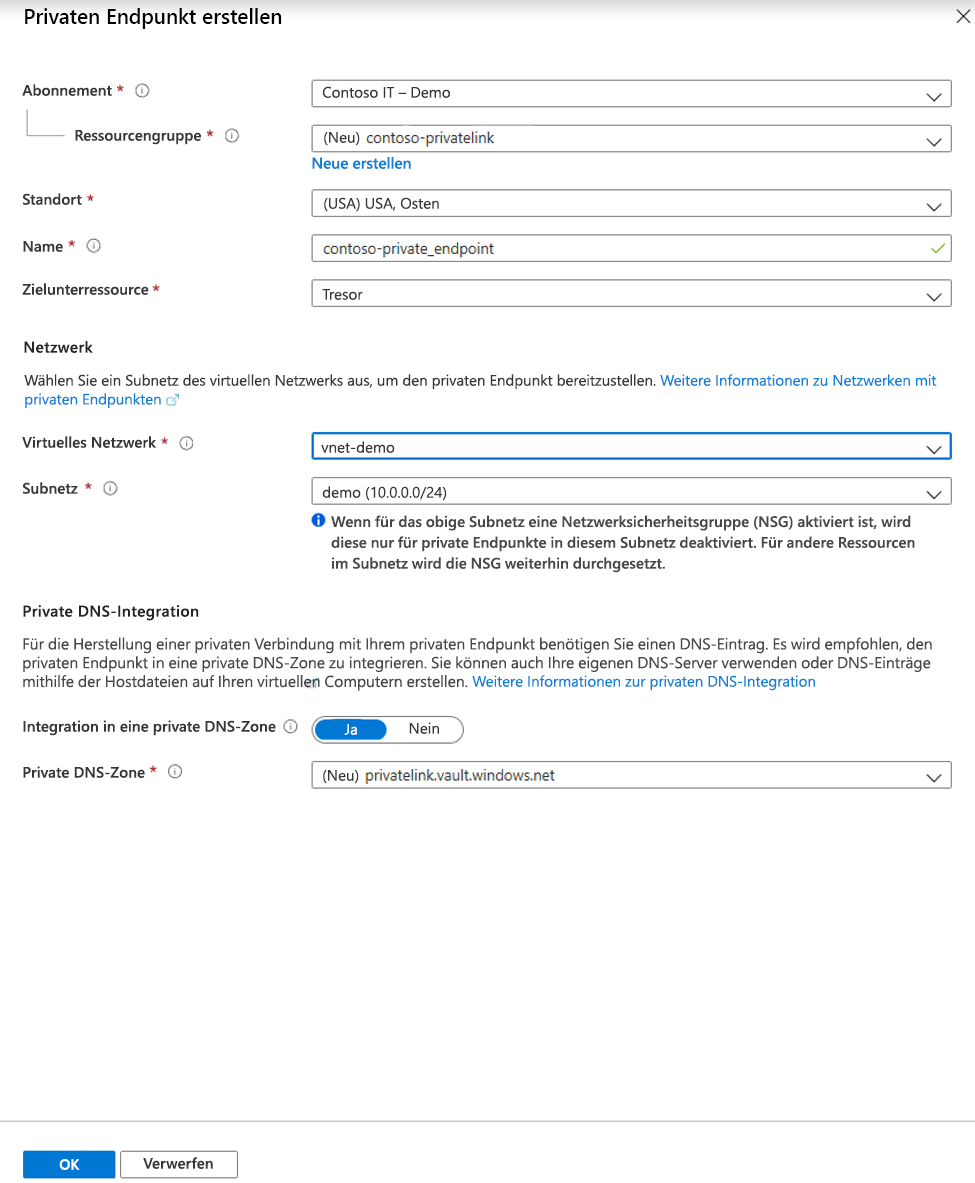 Privaten Endpunkt erstellen
Abonnement *
Contoso IT – Demo
Ressourcengruppe *
(Neu) contoso-privatelink
Neue erstellen
Standort *
(USA) USA, Osten
Name *
contoso-private_endpoint
Zielunterressource *
Tresor
Netzwerk
Wählen Sie ein Subnetz des virtuellen Netzwerks aus, um den privaten Endpunkt bereitzustellen. Weitere Informationen zu Netzwerken mit
privaten Endpunkten
Virtuelles Netzwerk *
vnet-demo
Subnetz *
demo (10.0.0.0/24)
Wenn für das obige Subnetz eine Netzwerksicherheitsgruppe (NSG) aktiviert ist, wird
diese nur für private Endpunkte in diesem Subnetz deaktiviert. Für andere Ressourcen
im Subnetz wird die NSG weiterhin durchgesetzt.
Private DNS-Integration
Für die Herstellung einer privaten Verbindung mit Ihrem privaten Endpunkt benötigen Sie einen DNS-Eintrag. Es wird empfohlen, den
privaten Endpunkt in eine private DNS-Zone zu integrieren. Sie können auch Ihre eigenen DNS-Server verwenden oder DNS-Einträge
mithilfe der Hostdateien auf Ihren virtuellen Computern erstellen. Weitere Informationen zur privaten DNS-Integration
Integration in eine private DNS-Zone
Ja Nein
Private DNS-Zone *
(Neu) privatelink.vault.windows.net
OK Verwerfen